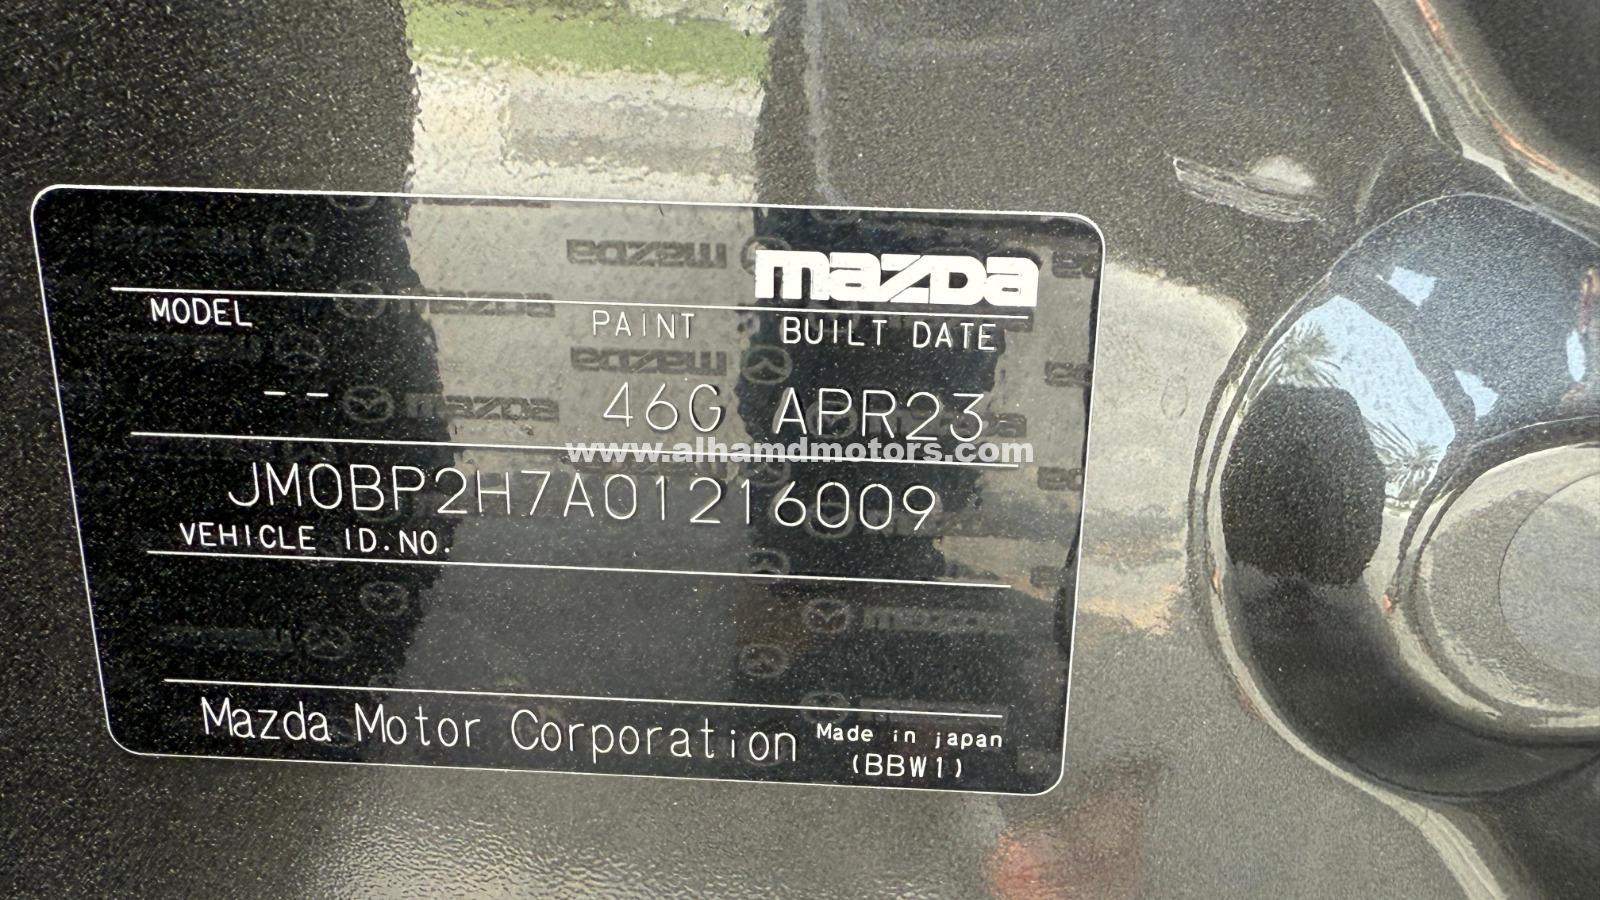 mazda
MODEL PAINT BUILT DATE
-- 46G APR23
www.alhamdmotors.com
JM0BP2H7A01216009
VEHICLE ID.NO.
Mazda Motor Corporation
Made in japan
(BBW1)